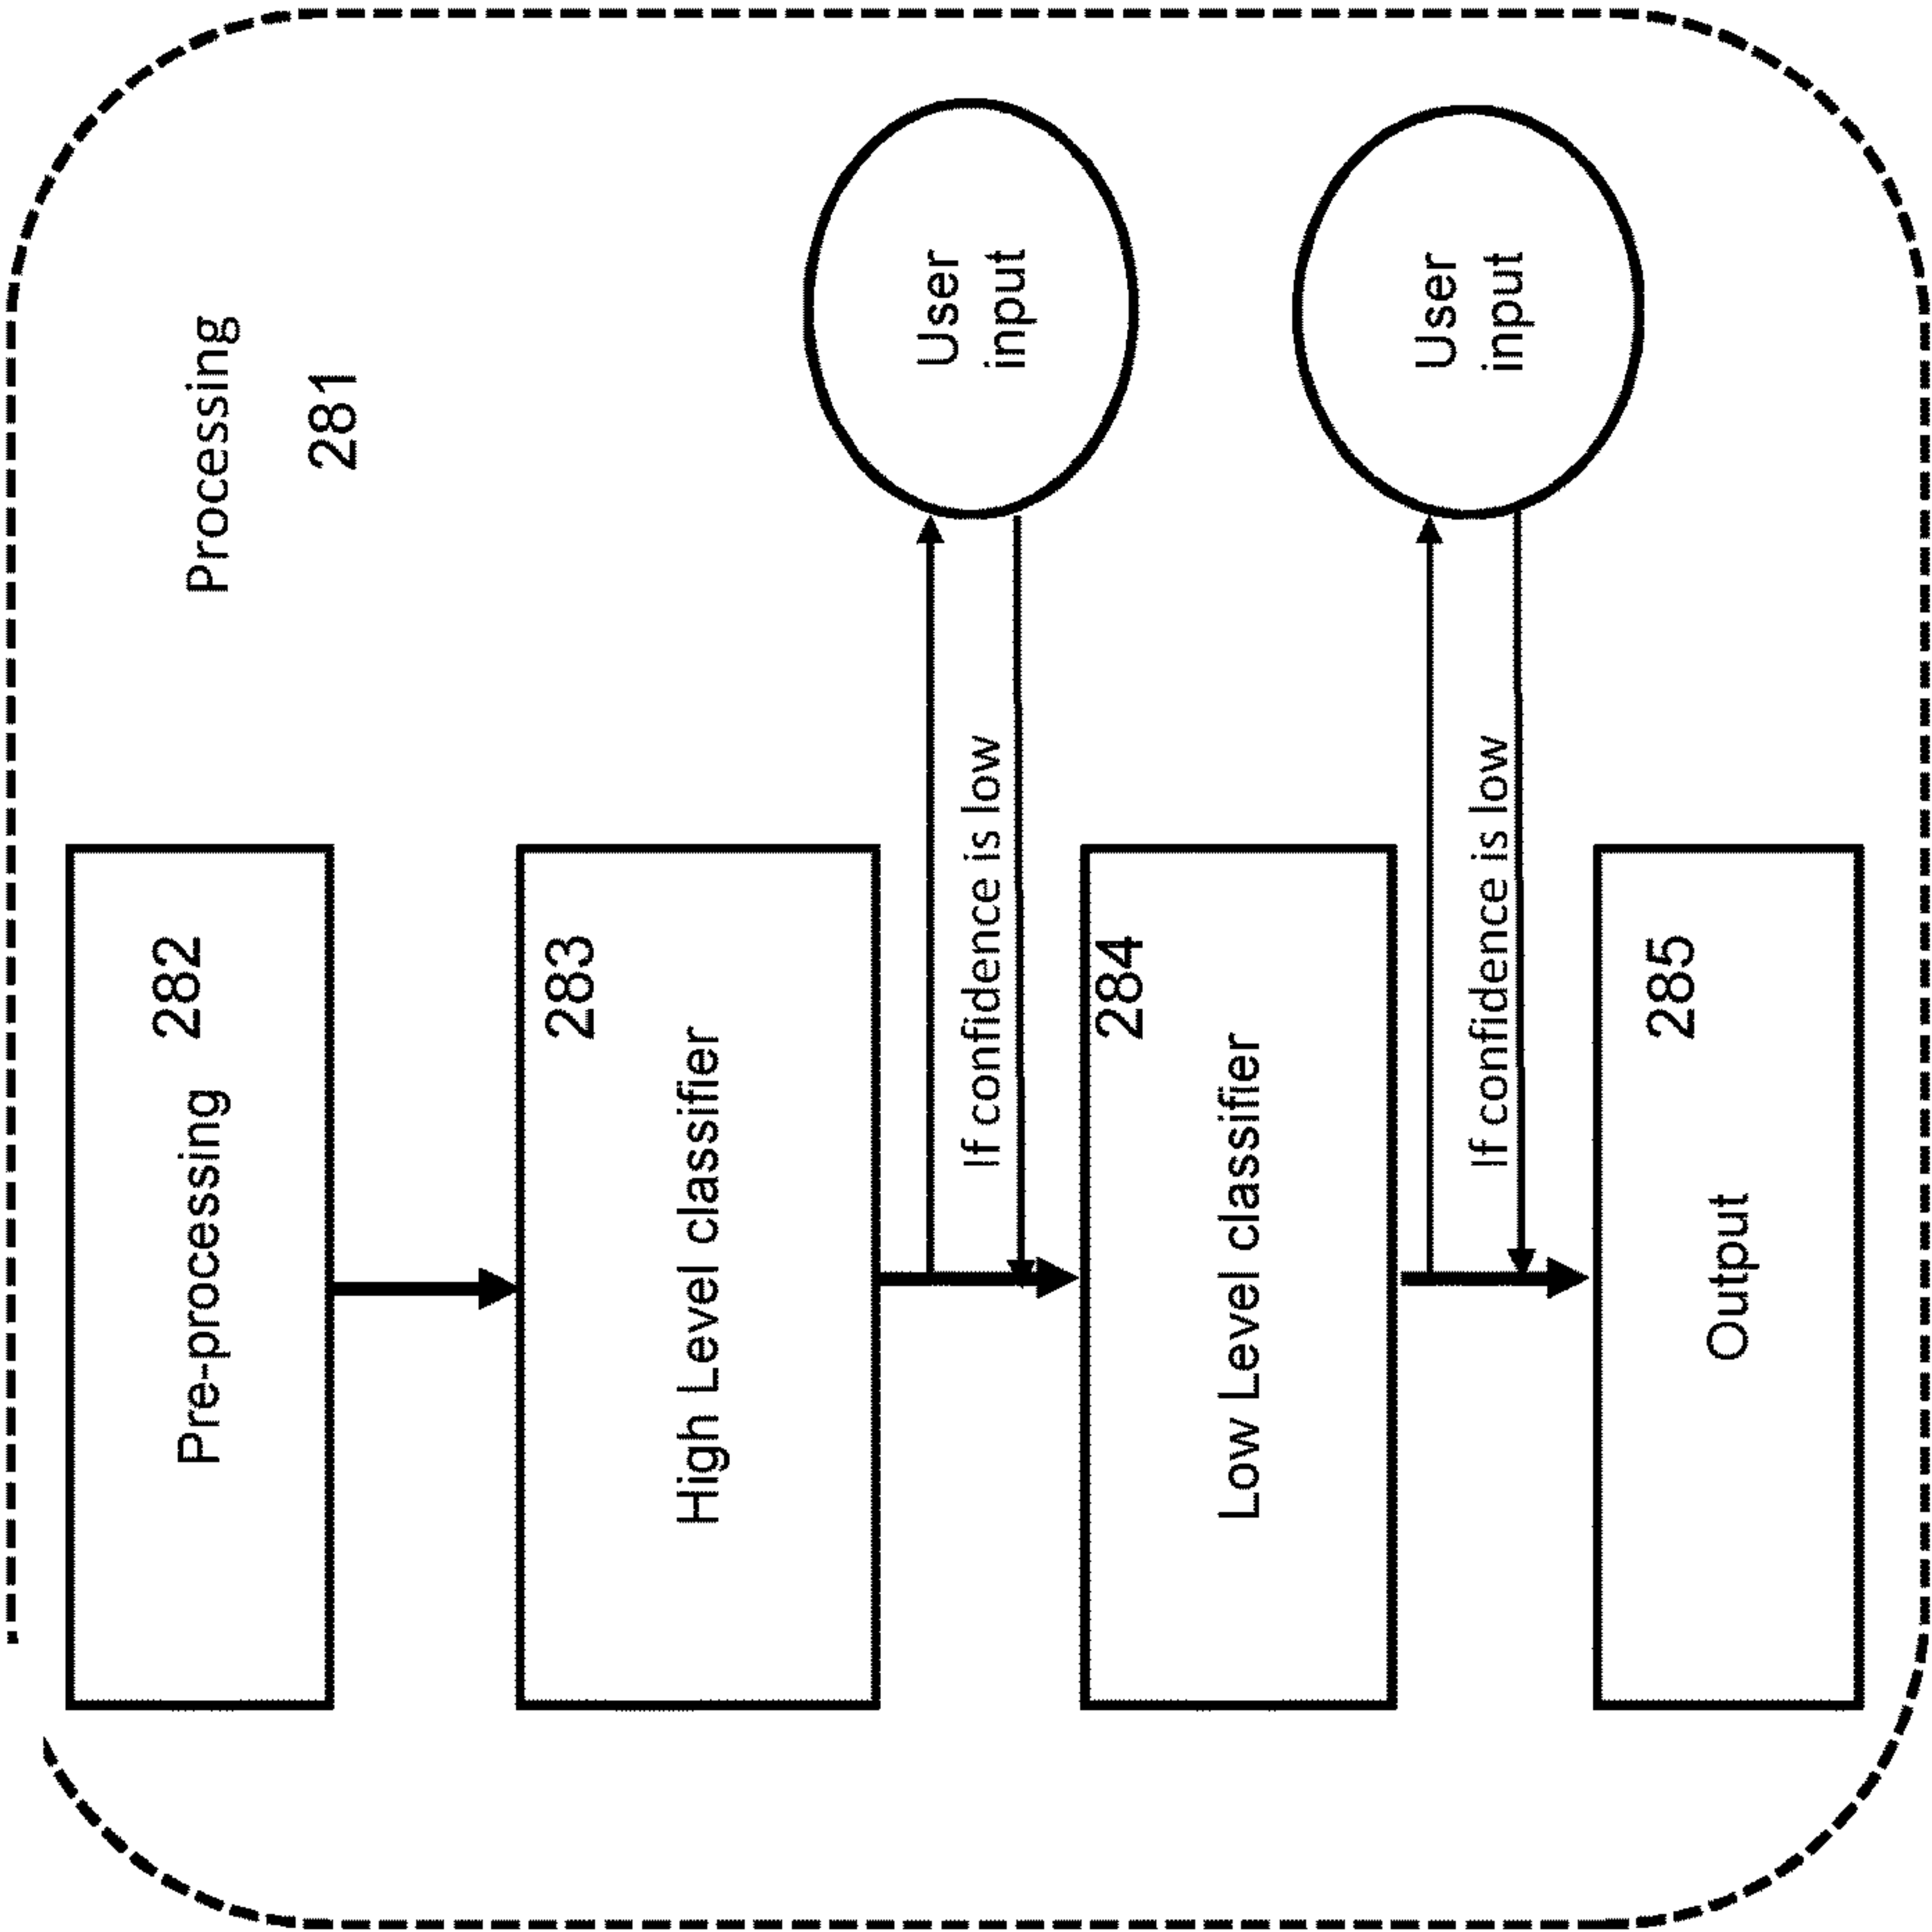 Processing
281
Pre-processing
282
283
High Level classifier
User
input
If confidence is low
284
Low Level classifier
User
input
If confidence is low
285
Output